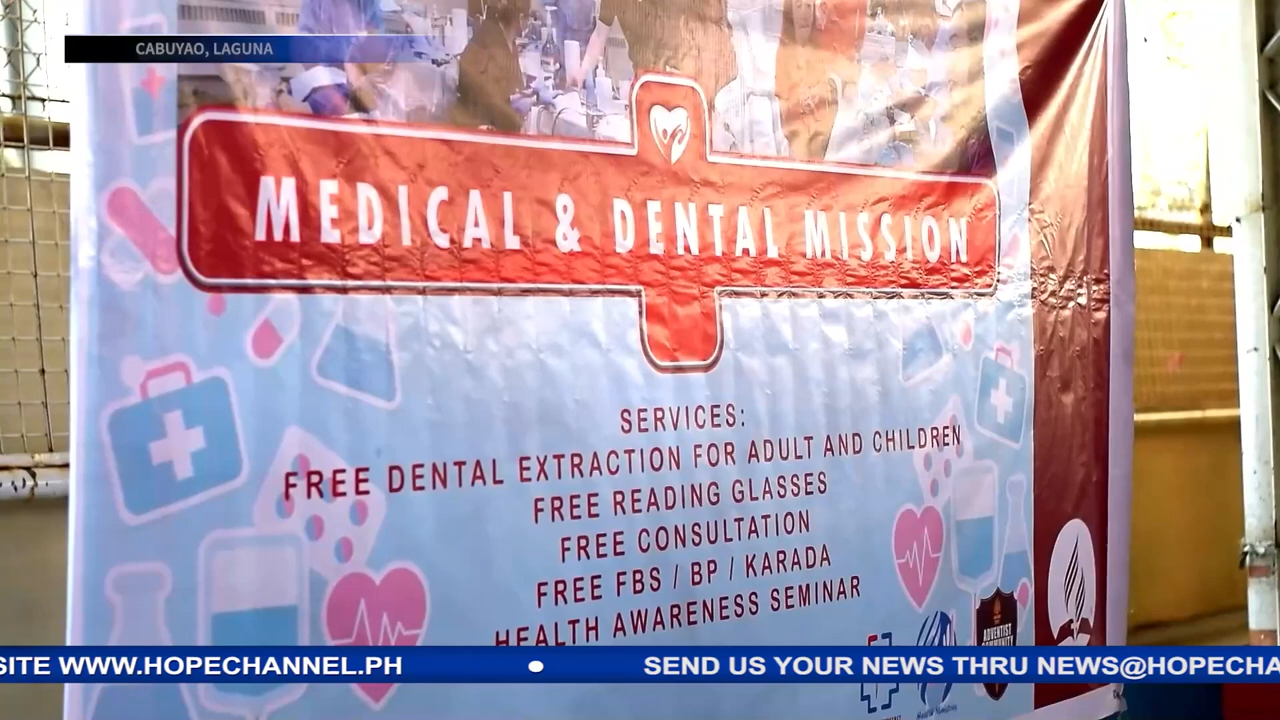 CABUYAO, LAGUNA
MEDICAL & DENTAL MISSION
SERVICES:
FREE DENTAL EXTRACTION FOR ADULT AND CHILDREN
FREE READING GLASSES
FREE CONSULTATION
FREE FBS / BP / KARADA
HEALTH AWARENESS SEMINAR
ADVENTIST
COMMUNITY
SITE WWW.HOPECHANNEL.PH • SEND US YOUR NEWS THRU NEWS@HOPECHA